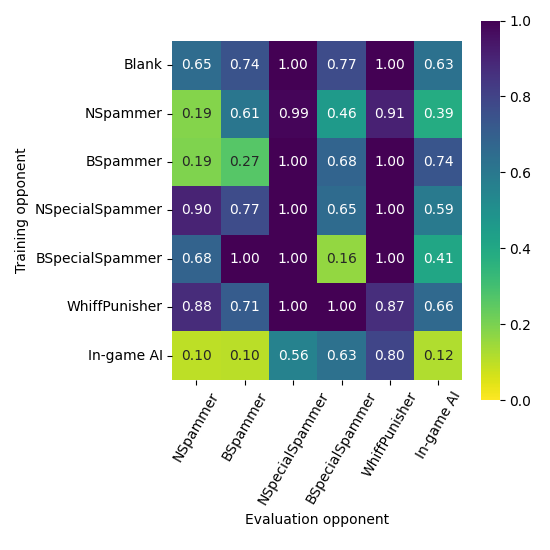 Training opponent
Blank 0.65 0.74 1.00 0.77 1.00 0.63
NSpammer 0.19 0.61 0.99 0.46 0.91 0.39
BSpammer 0.19 0.27 1.00 0.68 1.00 0.74
NSpecialSpammer 0.90 0.77 1.00 0.65 1.00 0.59
BSpecialSpammer 0.68 1.00 1.00 0.16 1.00 0.41
WhiffPunisher 0.88 0.71 1.00 1.00 0.87 0.66
In-game AI 0.10 0.10 0.56 0.63 0.80 0.12
NSpammer
BSpammer
NSpecialSpammer
BSpecialSpammer
WhiffPunisher
In-game AI
Evaluation opponent
1.0
0.8
0.6
0.4
0.2
0.0